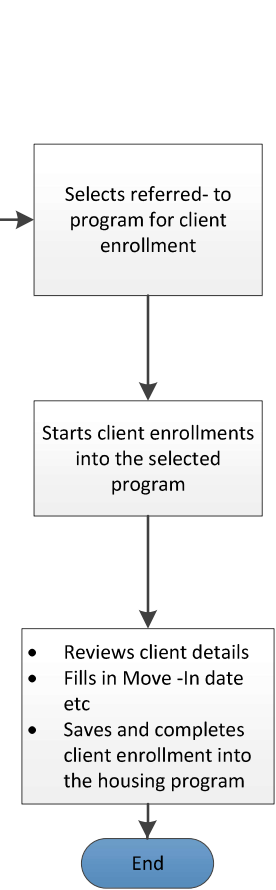 Selects referred- to
program for client
enrollment
Starts client enrollments
into the selected
program
• Reviews client details
• Fills in Move -In date
etc
• Saves and completes
client enrollment into
the housing program
End